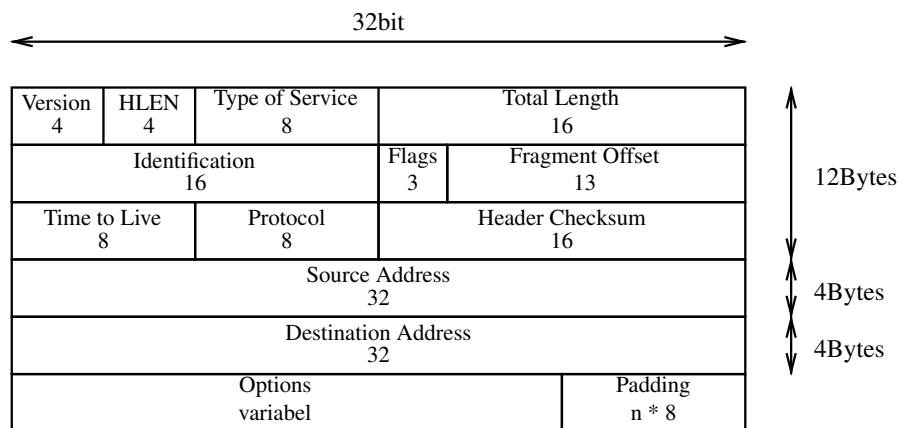 32bit
Version HLEN Type of Service Total Length
4 4 8 16
Identification Flags Fragment Offset
16 3 13
12Bytes
Time to Live Protocol Header Checksum
8 8 16
Source Address
32
4Bytes
Destination Address
32
4Bytes
Options Padding
variabel n * 8